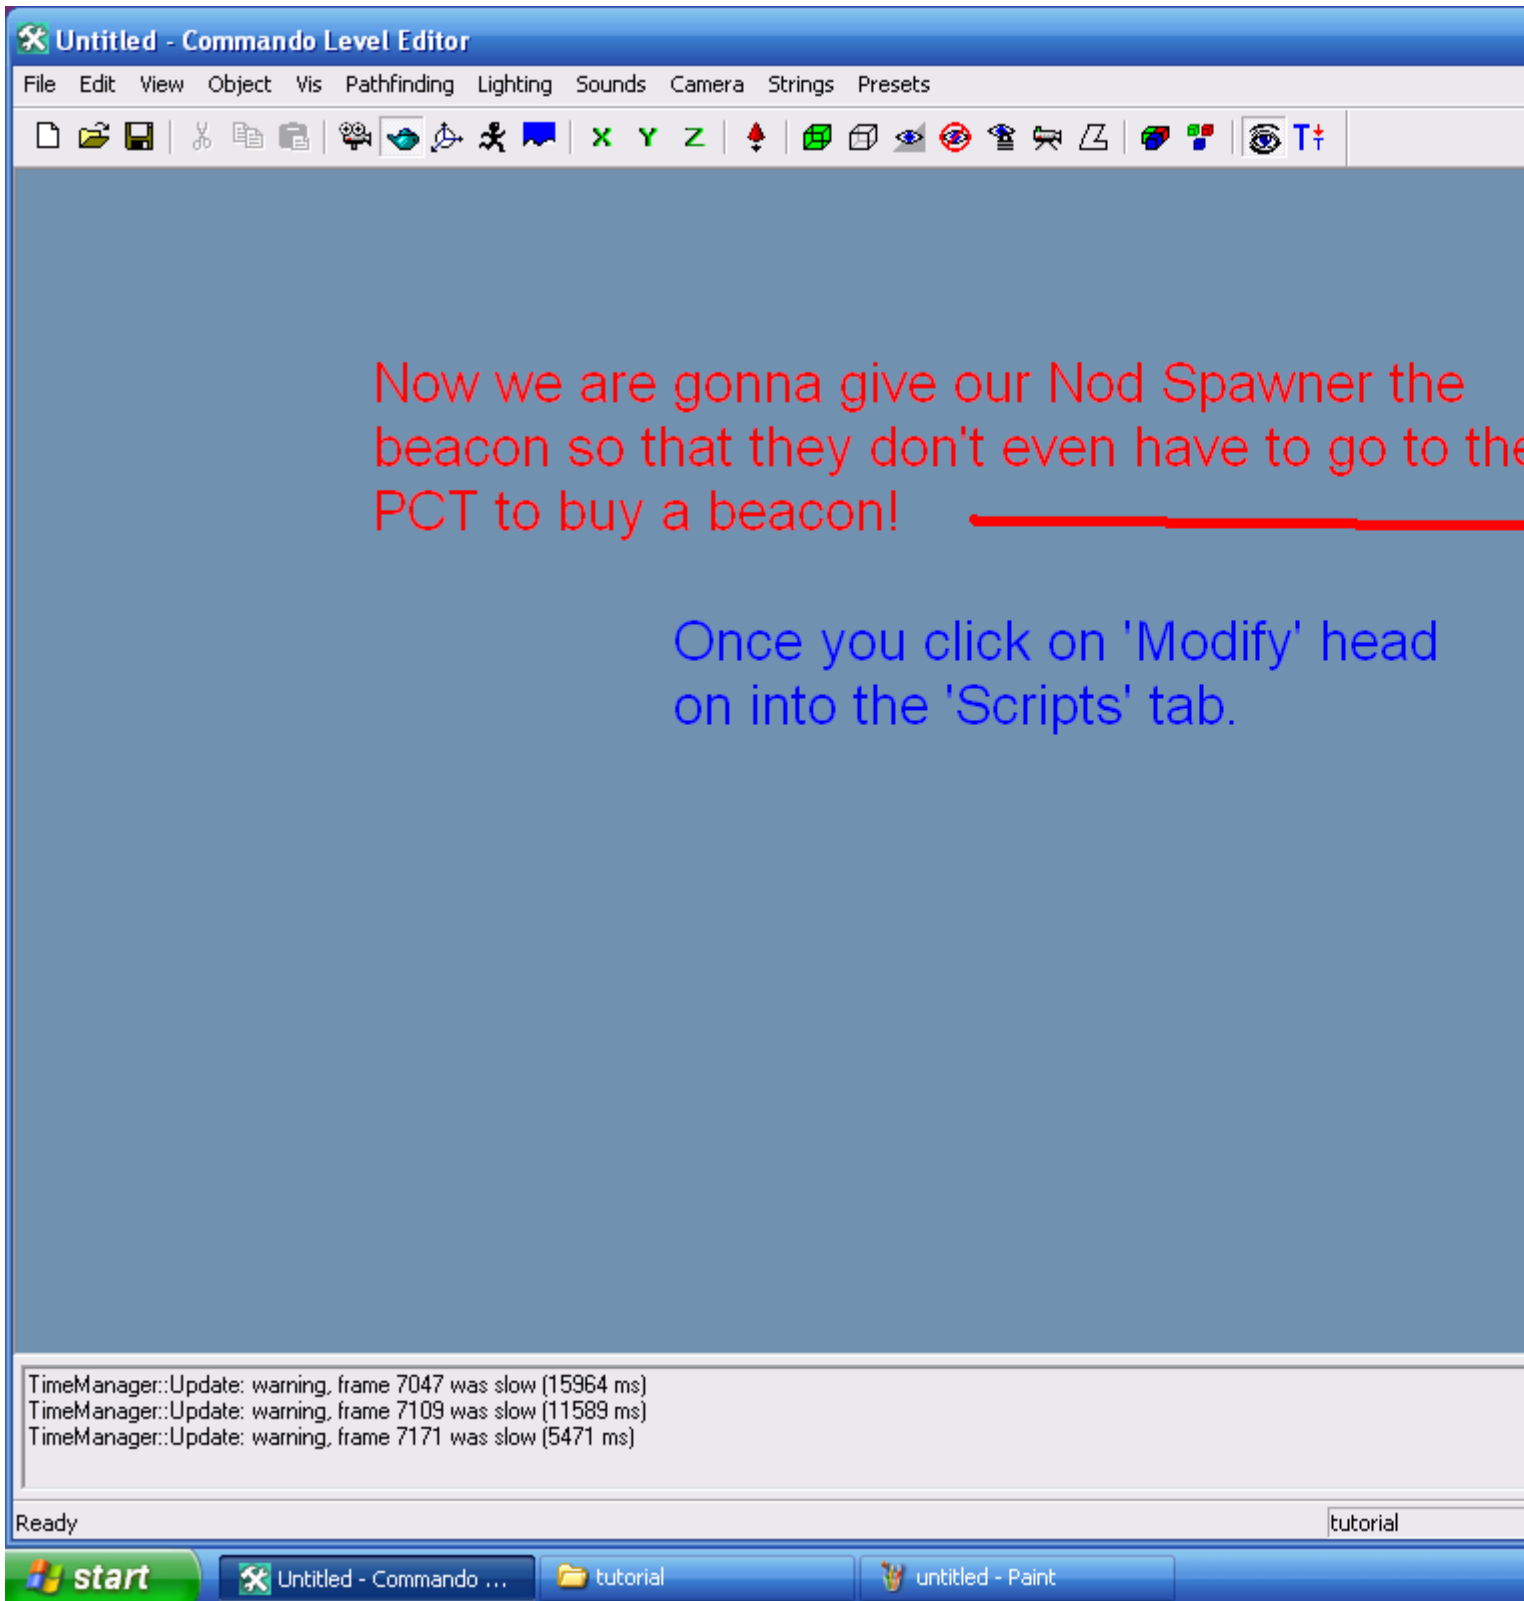 Untitled - Commando Level Editor
File Edit View Object Vis Pathfinding Lighting Sounds Camera Strings Presets
X Y Z T
Now we are gonna give our Nod Spawner the
beacon so that they don't even have to go to the
PCT to buy a beacon!
Once you click on 'Modify' head
on into the 'Scripts' tab.
TimeManager::Update: warning, frame 7047 was slow (15964 ms)
TimeManager::Update: warning, frame 7109 was slow (11589 ms)
TimeManager::Update: warning, frame 7171 was slow (5471 ms)
Ready tutorial
start Untitled - Commando ... tutorial untitled - Paint